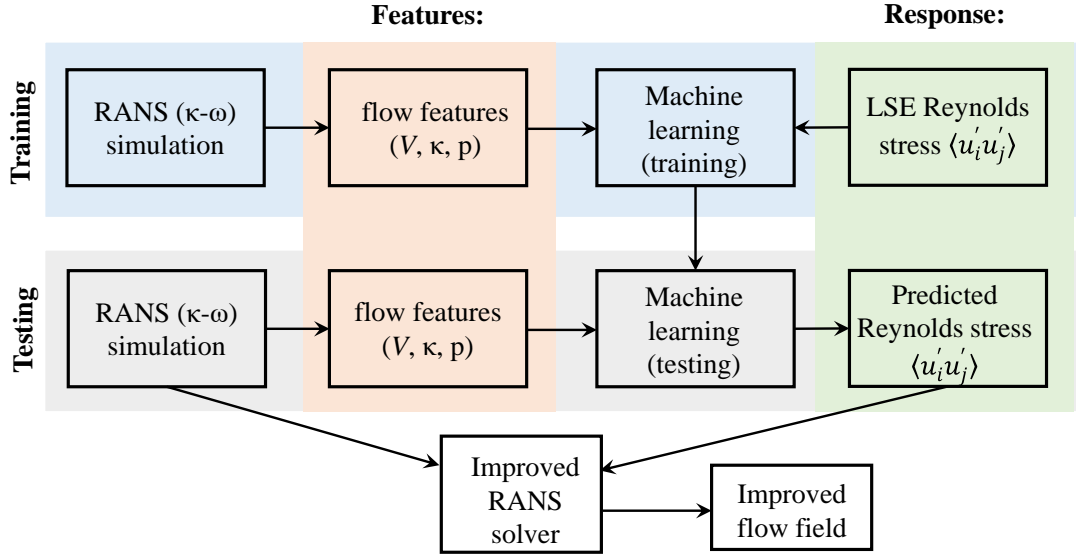 Features:
Response:
Training
RANS (κ-ω)
simulation
flow features
(V, κ, p)
Machine
learning
(training)
LSE Reynolds
stress ⟨u′ᵢu′ⱼ⟩
Testing
RANS (κ-ω)
simulation
flow features
(V, κ, p)
Machine
learning
(testing)
Predicted
Reynolds stress
⟨u′ᵢu′ⱼ⟩
Improved
RANS
solver
Improved
flow field